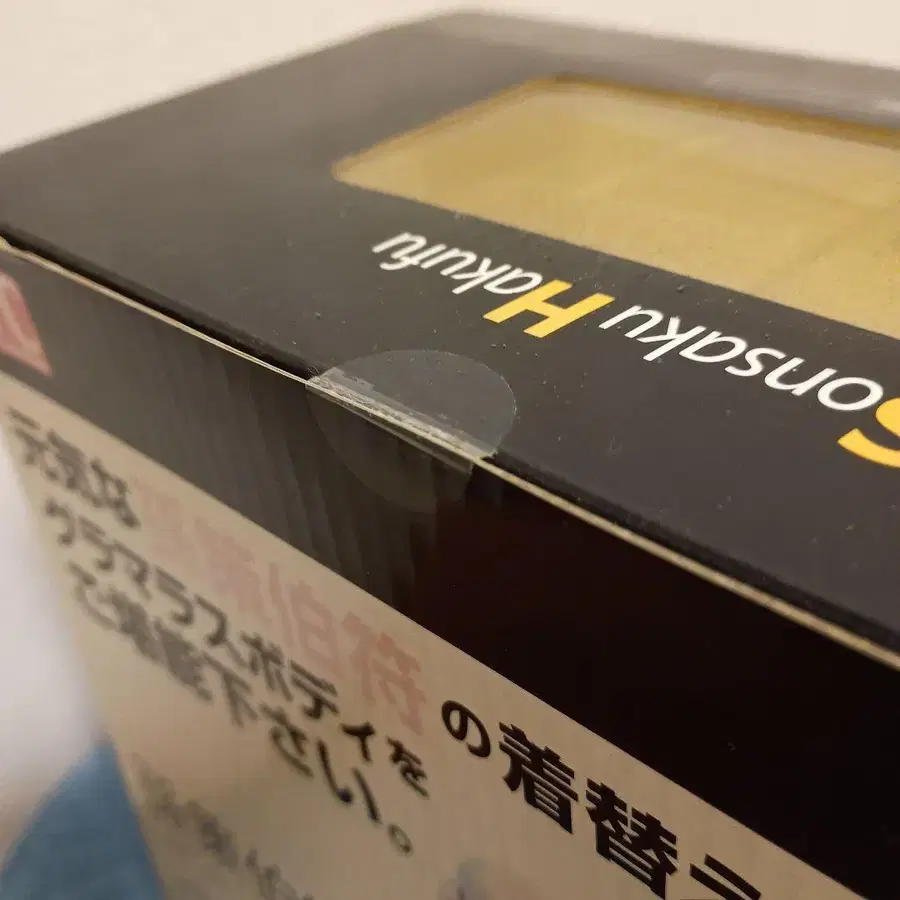 Sonsaku Hakufu
元気な孫策伯符の着替え
グラマラスボディを
ご堪能下さい。